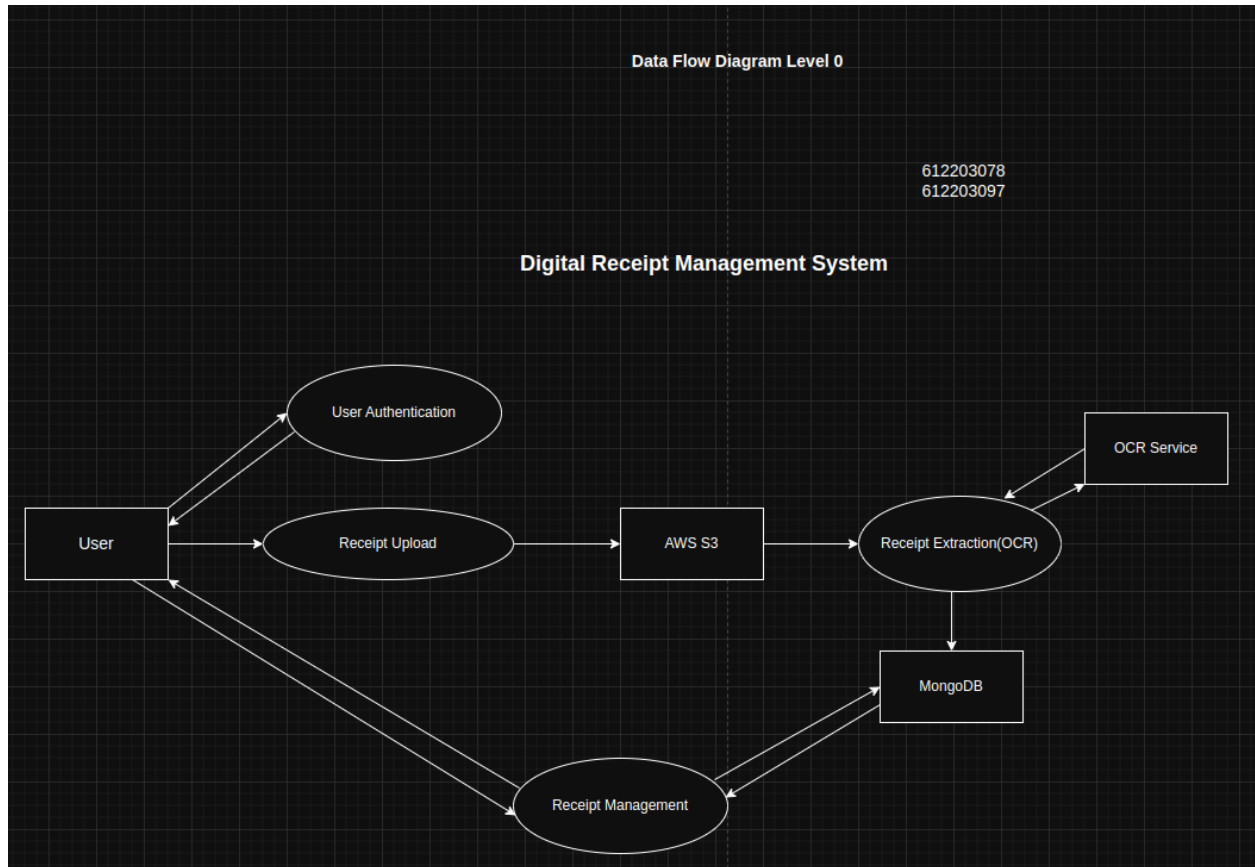 Data Flow Diagram Level 0
612203078
612203097
Digital Receipt Management System
User Authentication
OCR Service
User
Receipt Upload
AWS S3
Receipt Extraction(OCR)
MongoDB
Receipt Management